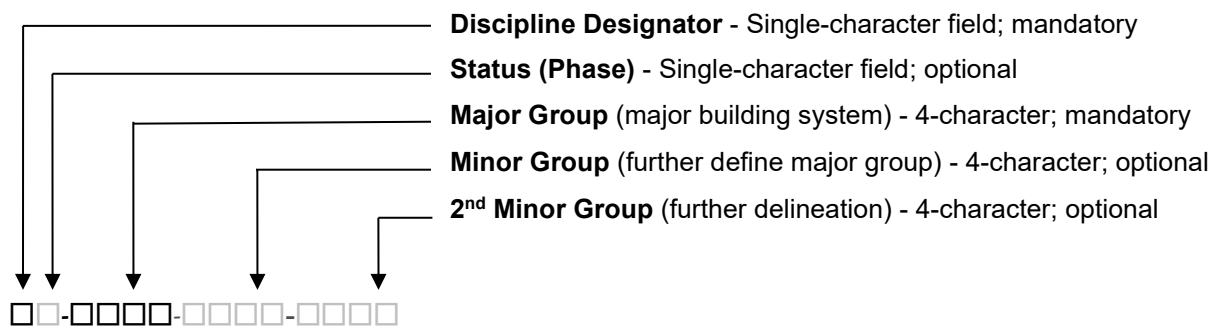 Discipline Designator - Single-character field; mandatory
Status (Phase) - Single-character field; optional
Major Group (major building system) - 4-character; mandatory
Minor Group (further define major group) - 4-character; optional
2nd Minor Group (further delineation) - 4-character; optional
□□-□□□□-□□□□-□□□□